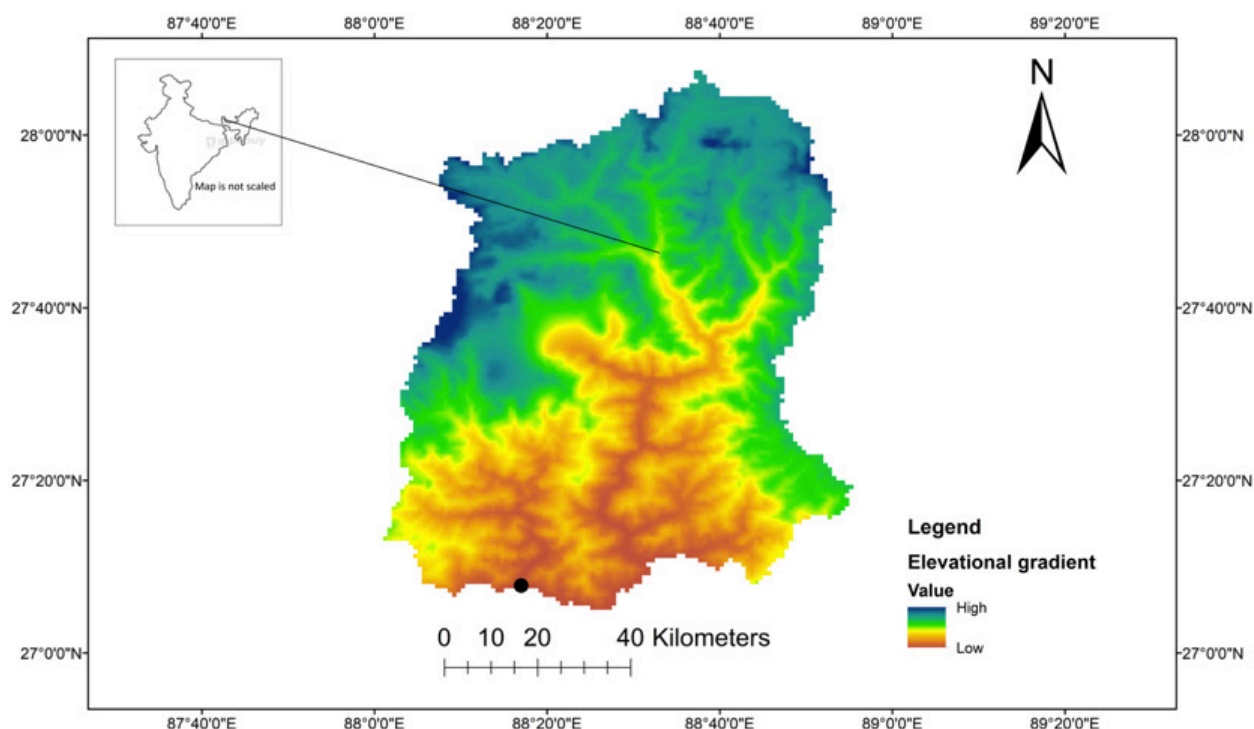 87°40'0"E 88°0'0"E 88°20'0"E 88°40'0"E 89°0'0"E 89°20'0"E
N
28°0'0"N 28°0'0"N
Map is not scaled
27°40'0"N 27°40'0"N
27°20'0"N 27°20'0"N
Legend
Elevational gradient
Value
High
Low
0 10 20 40 Kilometers
27°0'0"N 27°0'0"N
87°40'0"E 88°0'0"E 88°20'0"E 88°40'0"E 89°0'0"E 89°20'0"E